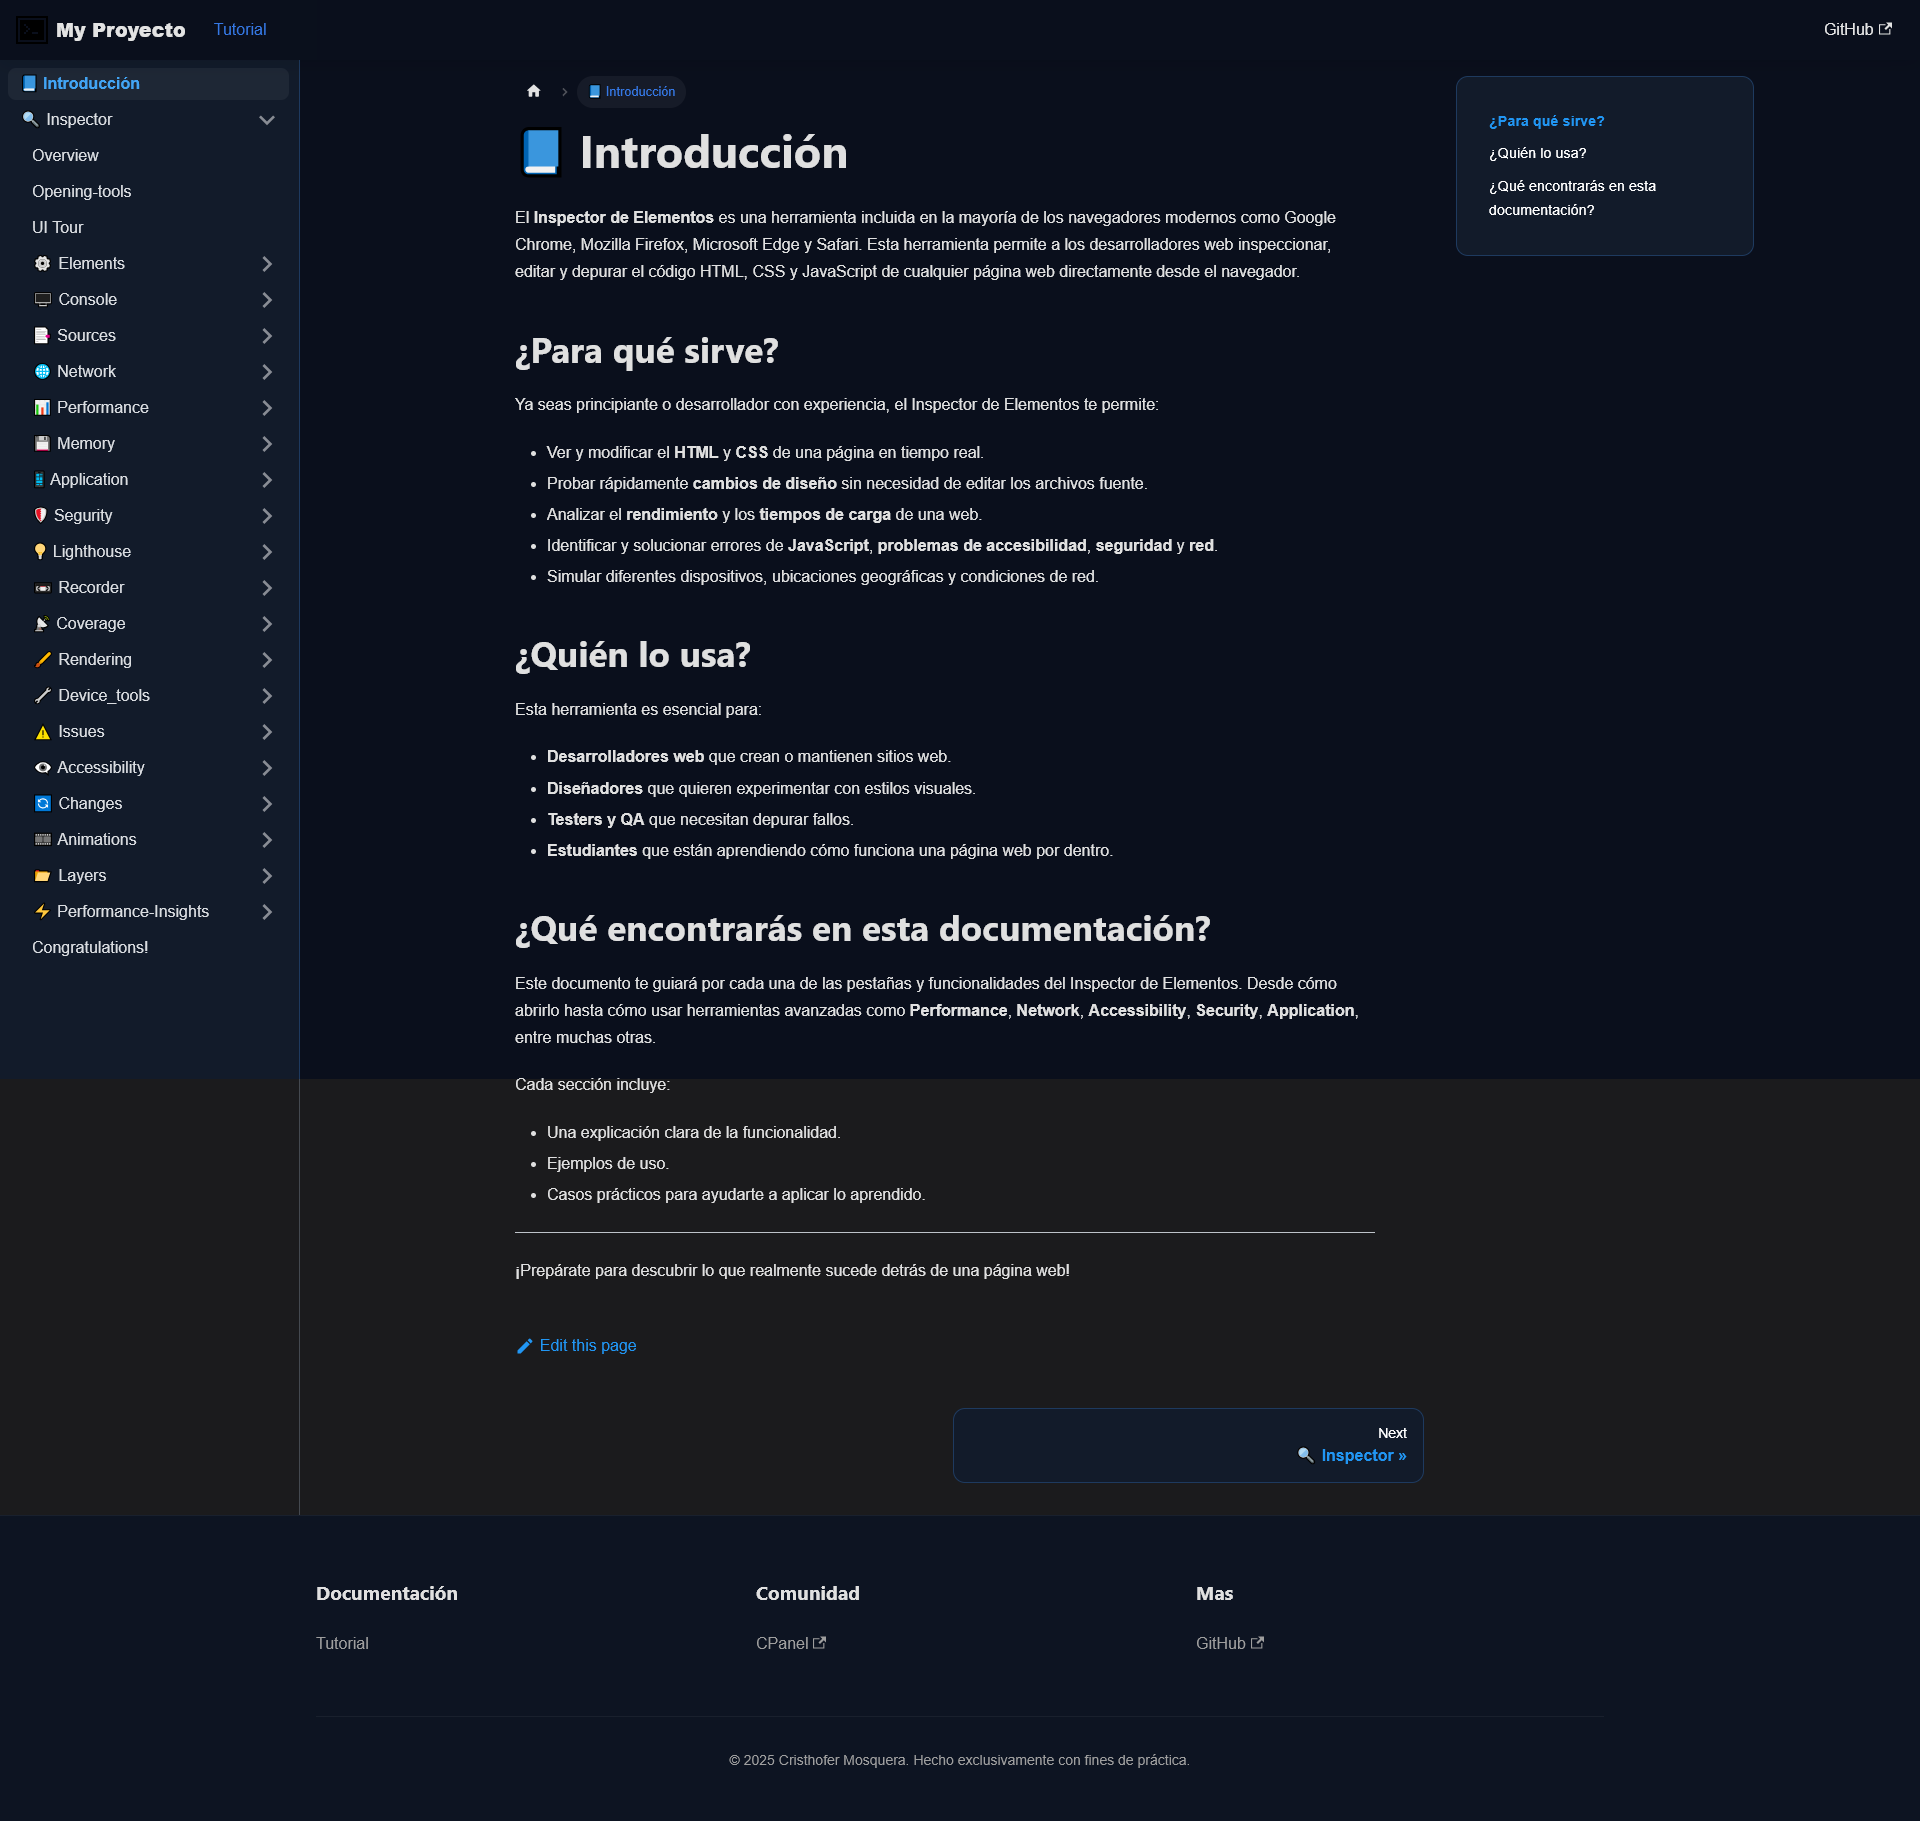 My Proyecto
Tutorial
GitHub
Introducción
Inspector
Overview
Opening-tools
UI Tour
Elements
Console
Sources
Network
Performance
Memory
Application
Segurity
Lighthouse
Recorder
Coverage
Rendering
Device_tools
Issues
Accessibility
Changes
Animations
Layers
Performance-Insights
Congratulations!
Introducción
Introducción
El Inspector de Elementos es una herramienta incluida en la mayoría de los navegadores modernos como Google
Chrome, Mozilla Firefox, Microsoft Edge y Safari. Esta herramienta permite a los desarrolladores web inspeccionar,
editar y depurar el código HTML, CSS y JavaScript de cualquier página web directamente desde el navegador.
¿Para qué sirve?
Ya seas principiante o desarrollador con experiencia, el Inspector de Elementos te permite:
• Ver y modificar el HTML y CSS de una página en tiempo real.
• Probar rápidamente cambios de diseño sin necesidad de editar los archivos fuente.
• Analizar el rendimiento y los tiempos de carga de una web.
• Identificar y solucionar errores de JavaScript, problemas de accesibilidad, seguridad y red.
• Simular diferentes dispositivos, ubicaciones geográficas y condiciones de red.
¿Quién lo usa?
Esta herramienta es esencial para:
• Desarrolladores web que crean o mantienen sitios web.
• Diseñadores que quieren experimentar con estilos visuales.
• Testers y QA que necesitan depurar fallos.
• Estudiantes que están aprendiendo cómo funciona una página web por dentro.
¿Qué encontrarás en esta documentación?
Este documento te guiará por cada una de las pestañas y funcionalidades del Inspector de Elementos. Desde cómo
abrirlo hasta cómo usar herramientas avanzadas como Performance, Network, Accessibility, Security, Application,
entre muchas otras.
Cada sección incluye:
• Una explicación clara de la funcionalidad.
• Ejemplos de uso.
• Casos prácticos para ayudarte a aplicar lo aprendido.
¡Prepárate para descubrir lo que realmente sucede detrás de una página web!
Edit this page
Next
Inspector »
¿Para qué sirve?
¿Quién lo usa?
¿Qué encontrarás en esta
documentación?
Documentación
Tutorial
Comunidad
CPanel
Mas
GitHub
© 2025 Cristhofer Mosquera. Hecho exclusivamente con fines de práctica.